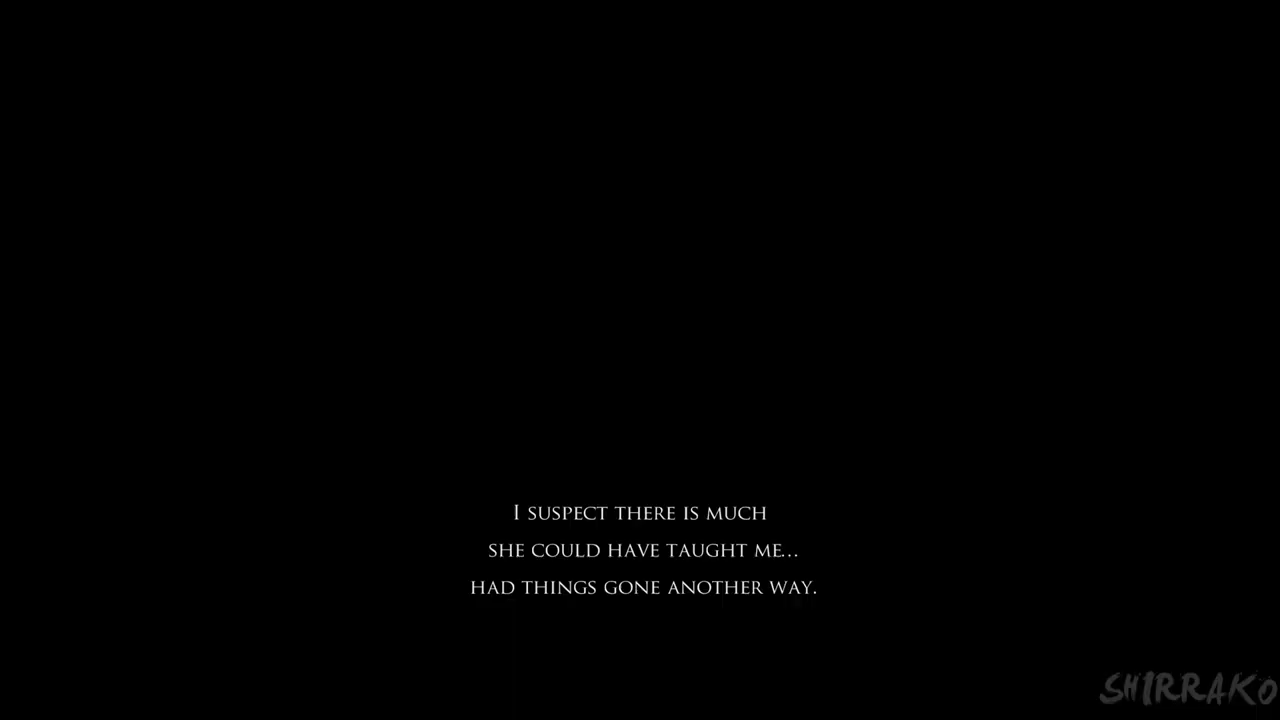 I SUSPECT THERE IS MUCH
SHE COULD HAVE TAUGHT ME...
HAD THINGS GONE ANOTHER WAY.
SHIRRAKO